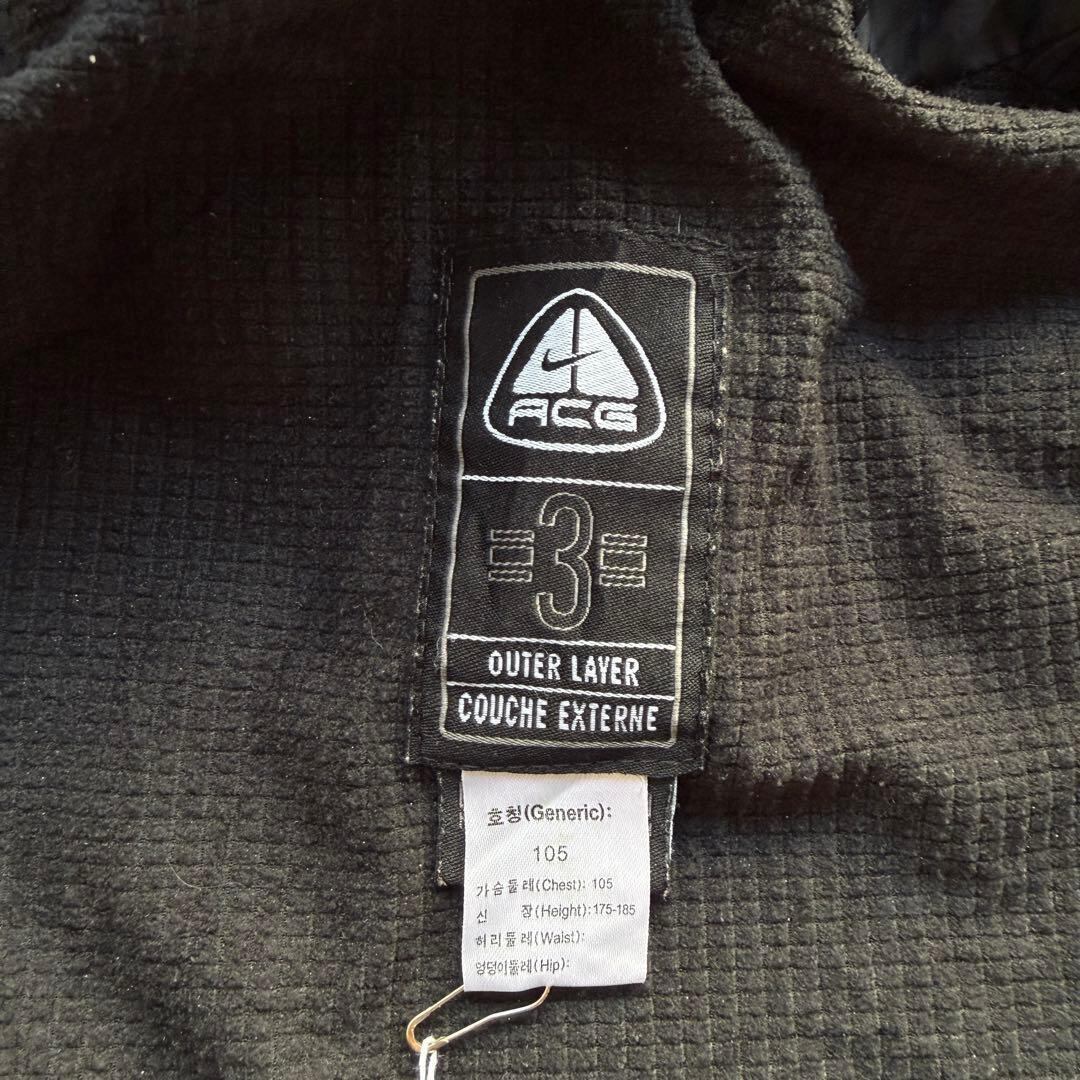 ACG
3
OUTER LAYER
COUCHE EXTERNE
호칭(Generic):
105
가슴둘레(Chest): 105
신 장(Height):175-185
허리둘레(Waist):
엉덩이둘레(Hip):